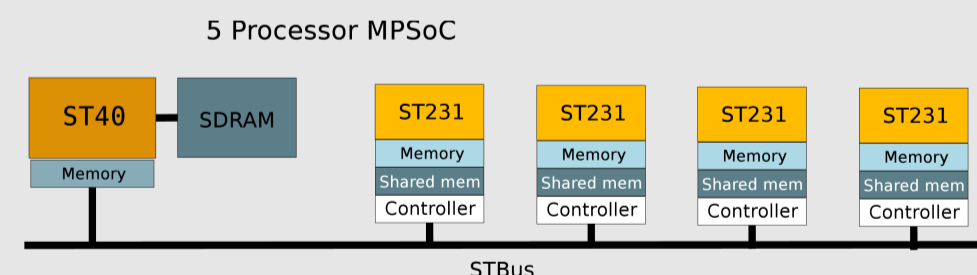 5 Processor MPSoC
ST40
SDRAM
Memory
ST231
Memory
Shared mem
Controller
ST231
Memory
Shared mem
Controller
ST231
Memory
Shared mem
Controller
ST231
Memory
Shared mem
Controller
STBus